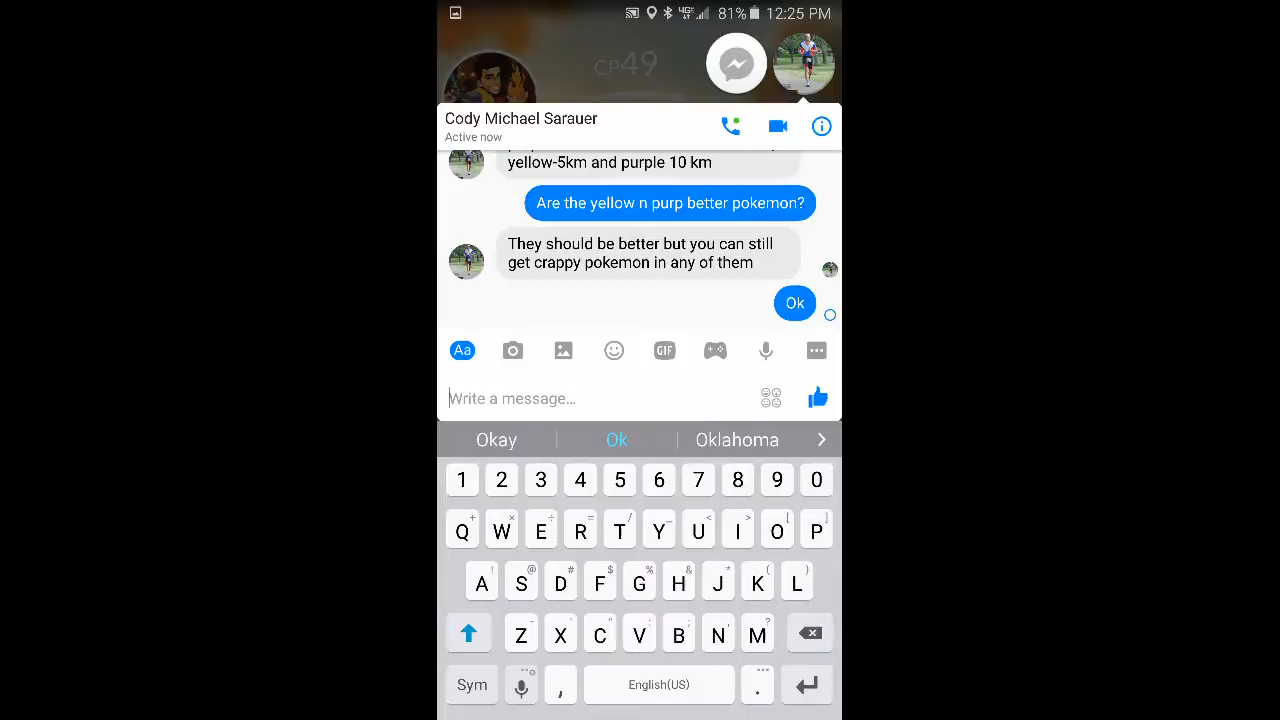 81% 12:25 PM
CP49
Cody Michael Sarauer
Active now
yellow-5km and purple 10 km
Are the yellow n purp better pokemon?
They should be better but you can still
get crappy pokemon in any of them
Ok
Aa GIF
Write a message...
Okay Ok Oklahoma
1 2 3 4 5 6 7 8 9 0
Q W E R T Y U I O P
A S D F G H J K L
Z X C V B N M
Sym , English(US) .